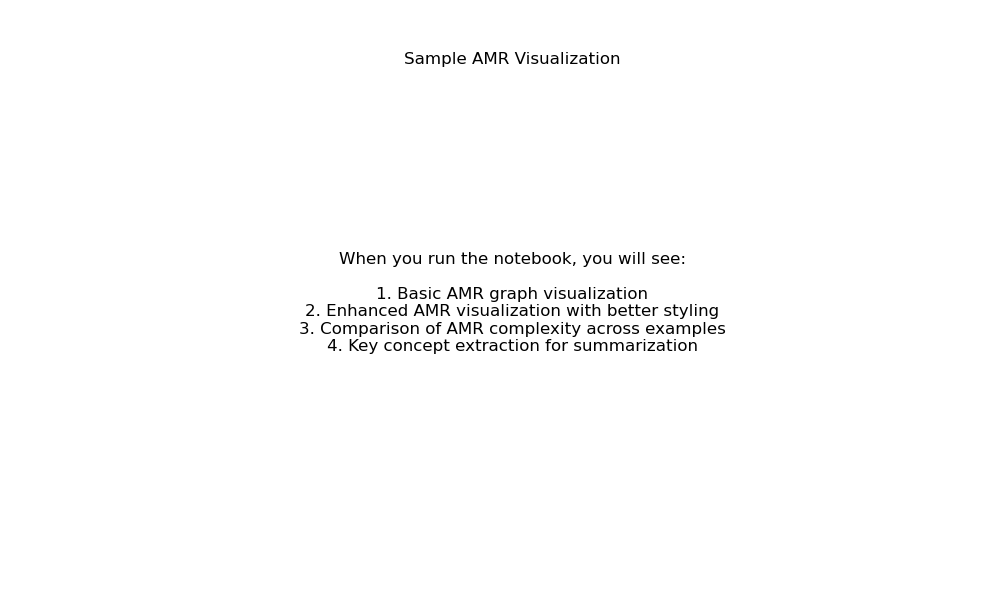 Sample AMR Visualization
When you run the notebook, you will see:
1. Basic AMR graph visualization
2. Enhanced AMR visualization with better styling
3. Comparison of AMR complexity across examples
4. Key concept extraction for summarization